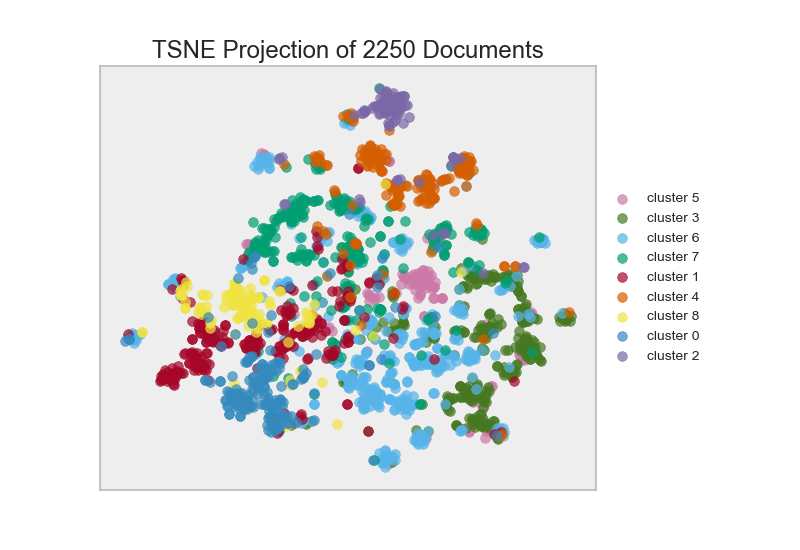 TSNE Projection of 2250 Documents
cluster 5
cluster 3
cluster 6
cluster 7
cluster 1
cluster 4
cluster 8
cluster 0
cluster 2